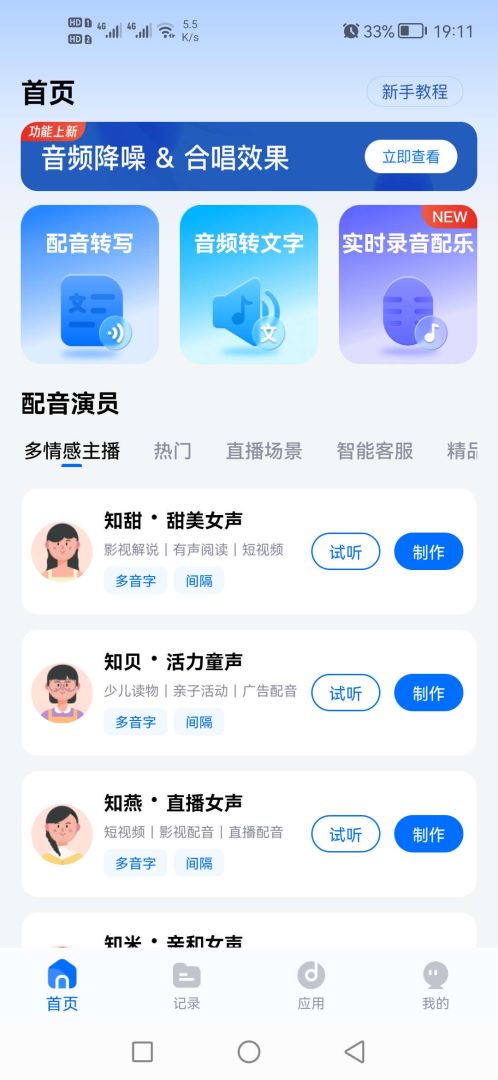 HD 1 4G 4G 5.5 33% 19:11
HD 2 K/s
首页 新手教程
功能上新
音频降噪 & 合唱效果 立即查看
NEW
配音转写 音频转文字 实时录音配乐
文 文
配音演员
多情感主播 热门 直播场景 智能客服 精品
知甜・甜美女声
影视解说丨有声阅读丨短视频 试听 制作
多音字 间隔
知贝・活力童声
少儿读物丨亲子活动丨广告配音 试听 制作
多音字 间隔
知燕・直播女声
短视频丨影视配音丨直播配音 试听 制作
多音字 间隔
知米・亲和女声
首页 记录 应用 我的